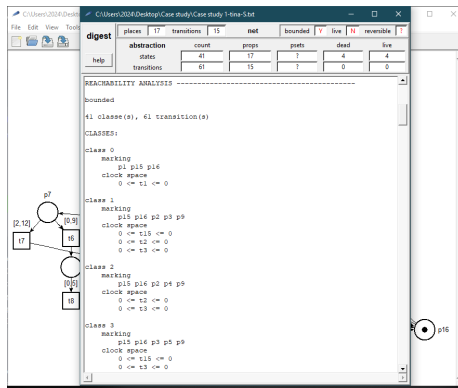 C:\Users\2024\Deskt
File Edit View Tools
C:\Users\2024\Desktop\Case study\Case study 1-tina-S.txt
digest
places 17 transitions 15 net bounded Y live N reversible ?
abstraction count props psets dead live
help
states 41 17 ? 4 4
transitions 61 15 ? 0 0
REACHABILITY ANALYSIS -------------------------------------------
bounded
41 classe(s), 61 transition(s)
CLASSES:
class 0
marking
p1 p15 p16
clock space
0 <= t1 <= 0
class 1
marking
p15 p16 p2 p3 p9
clock space
0 <= t15 <= 0
0 <= t2 <= 0
0 <= t3 <= 0
class 2
marking
p15 p16 p2 p4 p9
clock space
0 <= t2 <= 0
0 <= t3 <= 0
class 3
marking
p15 p16 p3 p5 p9
clock space
0 <= t15 <= 0
0 <= t3 <= 0
p7
[2,12]
[0,9]
t7
t6
[0,5]
t8
p16